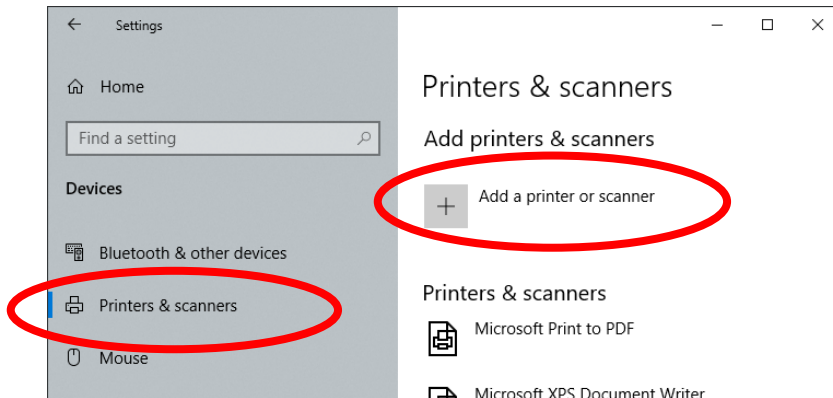 Settings
Home
Find a setting
Devices
Bluetooth & other devices
Printers & scanners
Mouse
Printers & scanners
Add printers & scanners
Add a printer or scanner
Printers & scanners
Microsoft Print to PDF
Microsoft XPS Document Writer